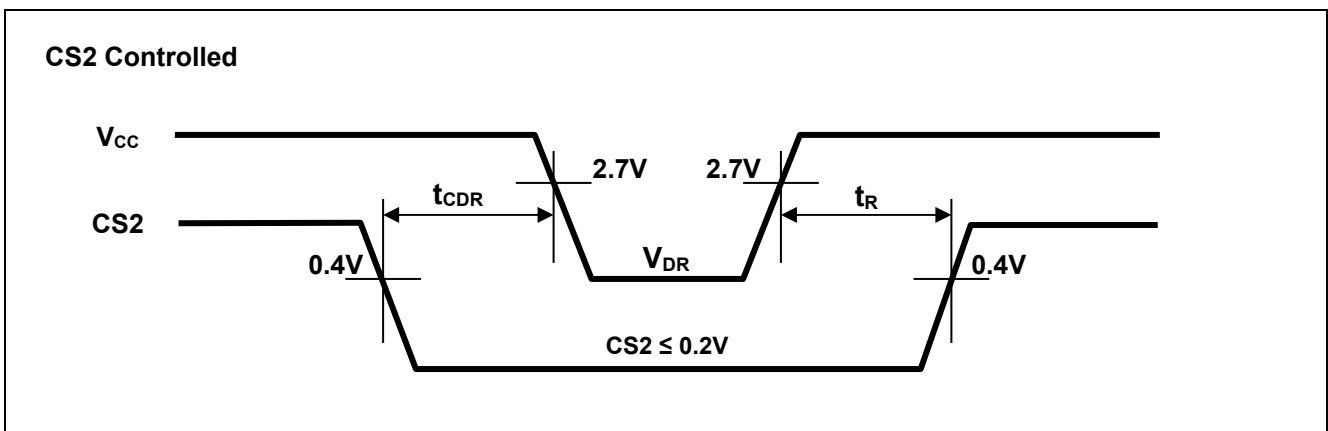 CS2 Controlled
VCC
2.7V
2.7V
tCDR
tR
CS2
0.4V
VDR
0.4V
CS2 ≤ 0.2V